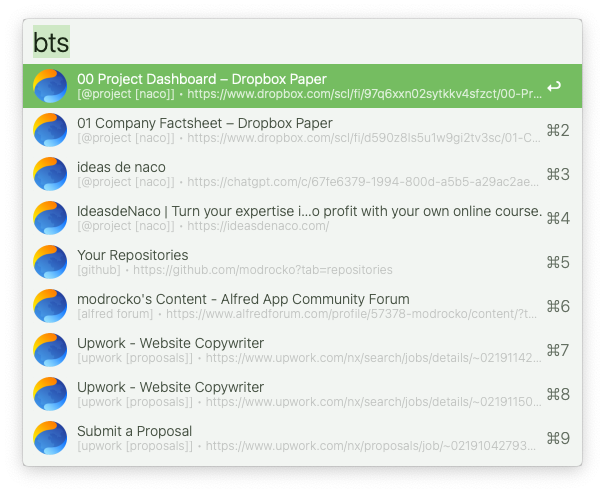 bts
00 Project Dashboard – Dropbox Paper
[@project [naco]] • https://www.dropbox.com/scl/fi/97q6xxn02sytkkv4sfzct/00-Pr...
↩
01 Company Factsheet – Dropbox Paper
[@project [naco]] • https://www.dropbox.com/scl/fi/d590z8ls5u1w9gi2tv3sc/01-C...
⌘2
ideas de naco
[@project [naco]] • https://chatgpt.com/c/67fe6379-1994-800d-a5b5-a29ac2ae...
⌘3
IdeasdeNaco | Turn your expertise i...o profit with your own online course.
[@project [naco]] • https://ideasdenaco.com/
⌘4
Your Repositories
[github] • https://github.com/modrocko?tab=repositories
⌘5
modrocko's Content - Alfred App Community Forum
[alfred forum] • https://www.alfredforum.com/profile/57378-modrocko/content/?t...
⌘6
Upwork - Website Copywriter
[upwork [proposals]] • https://www.upwork.com/nx/search/jobs/details/~02191142...
⌘7
Upwork - Website Copywriter
[upwork [proposals]] • https://www.upwork.com/nx/search/jobs/details/~02191150...
⌘8
Submit a Proposal
[upwork [proposals]] • https://www.upwork.com/nx/proposals/job/~02191042793...
⌘9